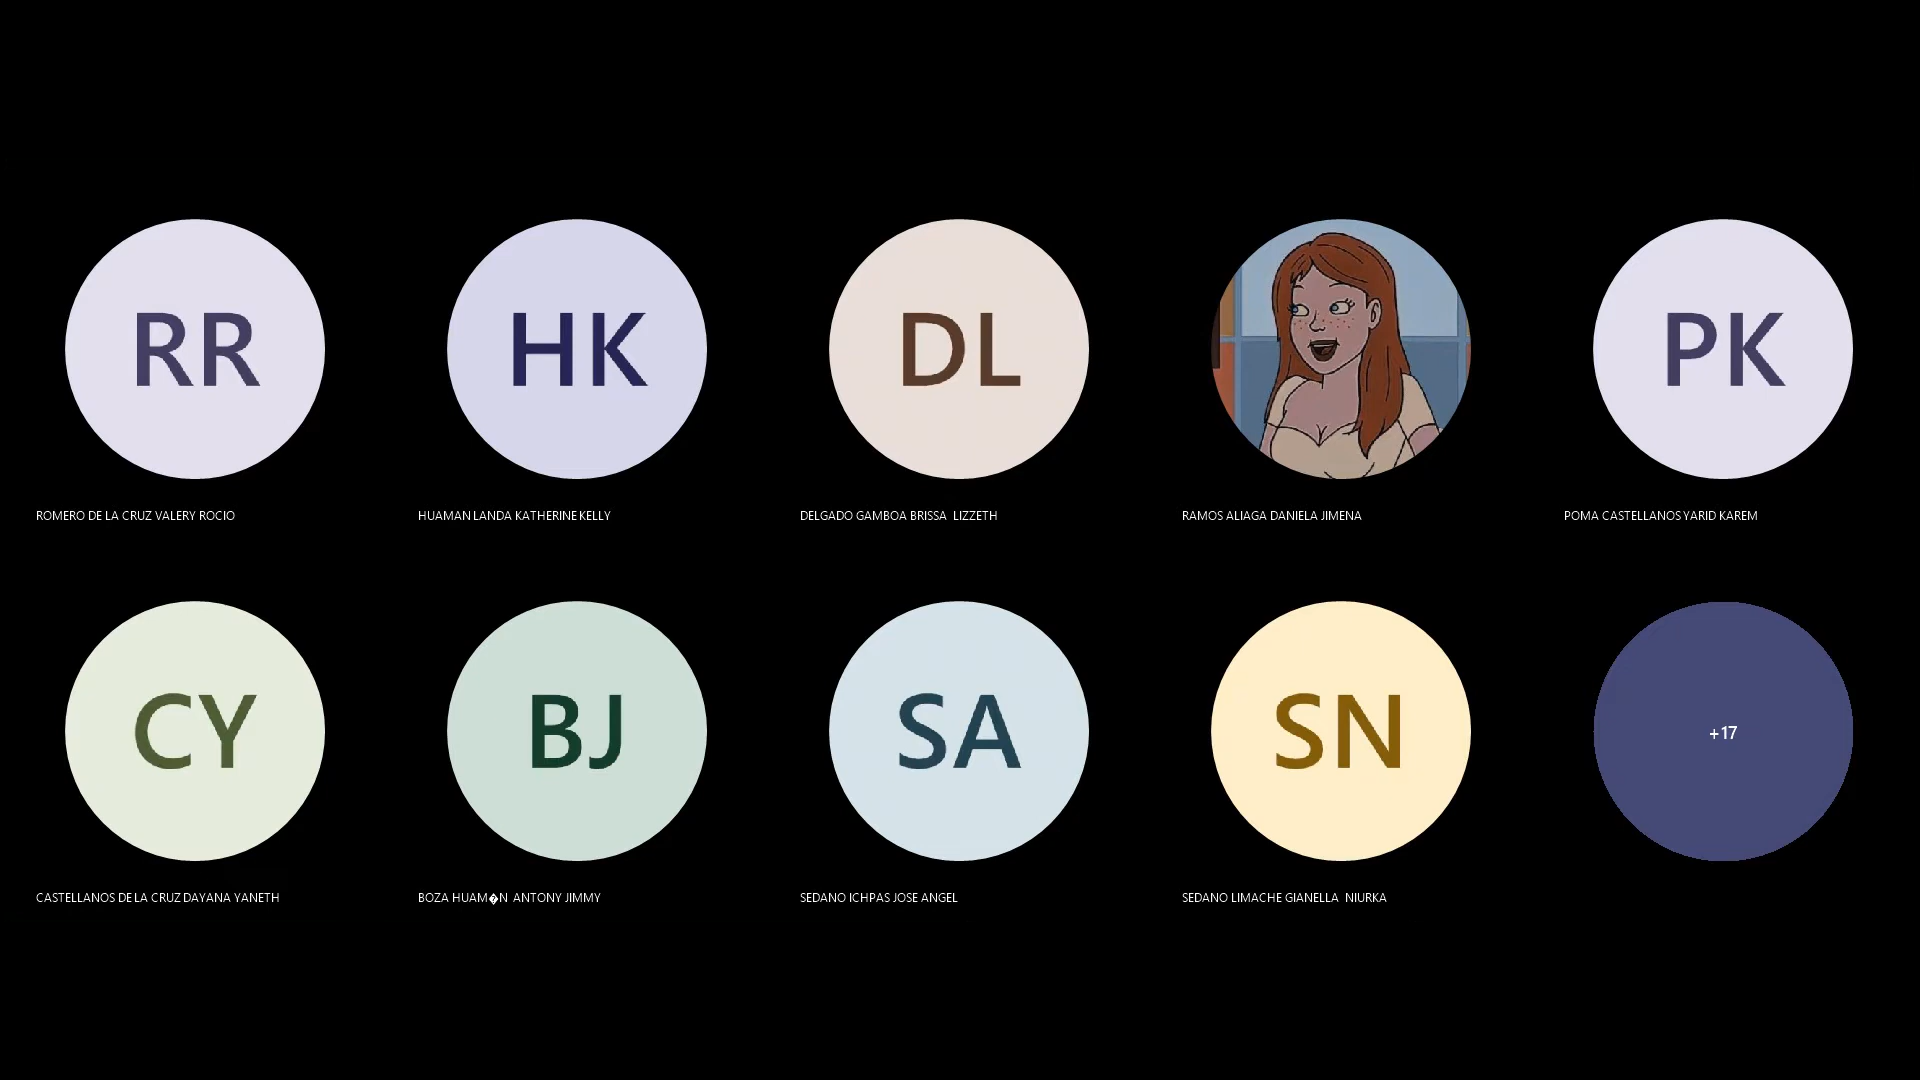 RR
HK
DL
PK
ROMERO DE LA CRUZ VALERY ROCIO
HUAMAN LANDA KATHERINE KELLY
DELGADO GAMBOA BRISSA  LIZZETH
RAMOS ALIAGA DANIELA JIMENA
POMA CASTELLANOS YARID KAREM
CY
BJ
SA
SN
+17
CASTELLANOS DE LA CRUZ DAYANA YANETH
BOZA HUAM�N  ANTONY JIMMY
SEDANO ICHPAS JOSE ANGEL
SEDANO LIMACHE GIANELLA  NIURKA